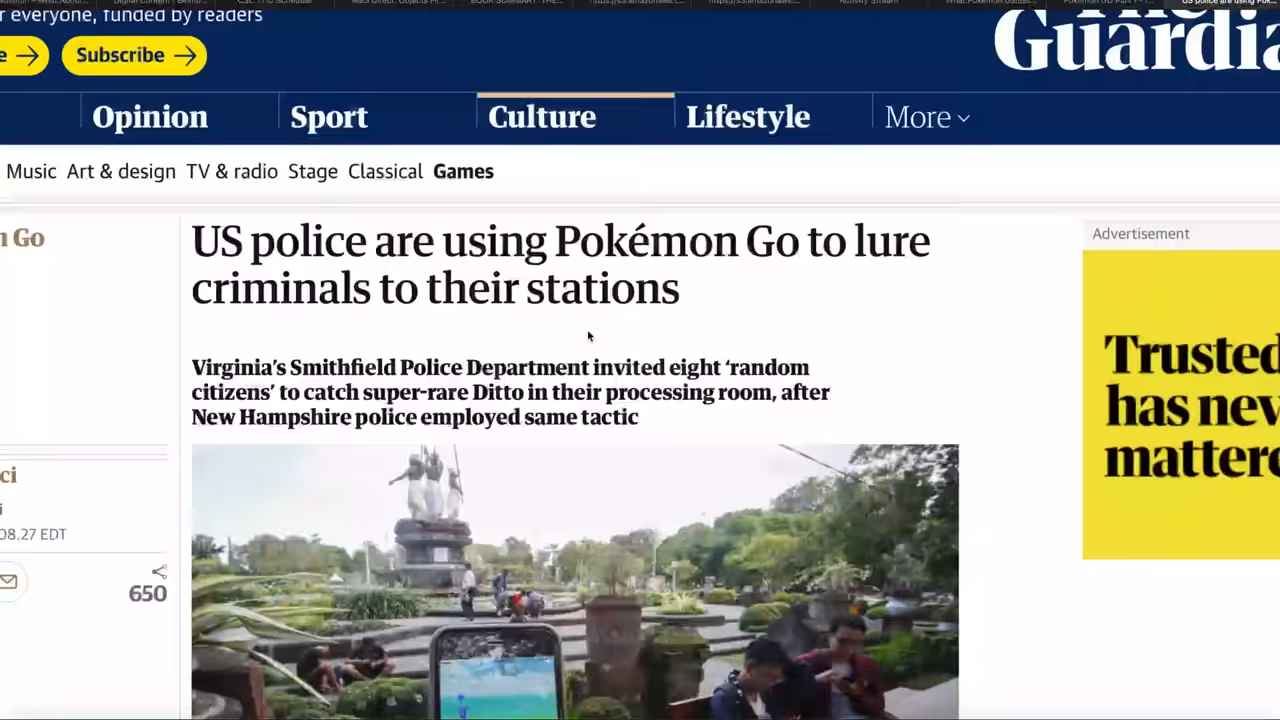 r everyone, funded by readers
e → Subscribe →
Guardia
Opinion Sport Culture Lifestyle More
Music Art & design TV & radio Stage Classical Games
n Go
US police are using Pokémon Go to lure
criminals to their stations
Virginia's Smithfield Police Department invited eight ‘random
citizens’ to catch super-rare Ditto in their processing room, after
New Hampshire police employed same tactic
ci
i
08.27 EDT
650
Advertisement
Trusted
has nev
mattere